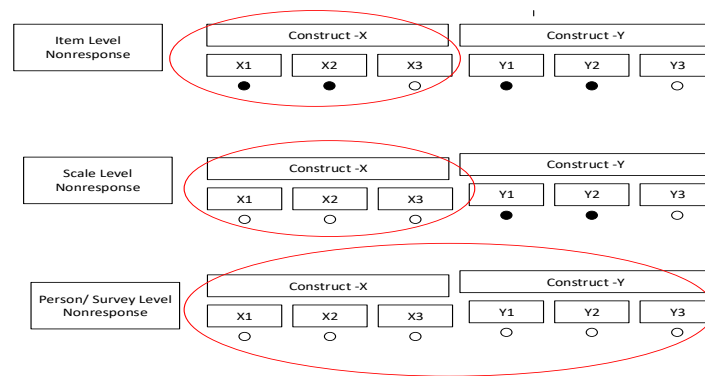 Item Level
Nonresponse
Construct -X
Construct -Y
X1 X2 X3 Y1 Y2 Y3
Scale Level
Nonresponse
Construct -X
Construct -Y
X1 X2 X3 Y1 Y2 Y3
Person/ Survey Level
Nonresponse
Construct -X
Construct -Y
X1 X2 X3 Y1 Y2 Y3